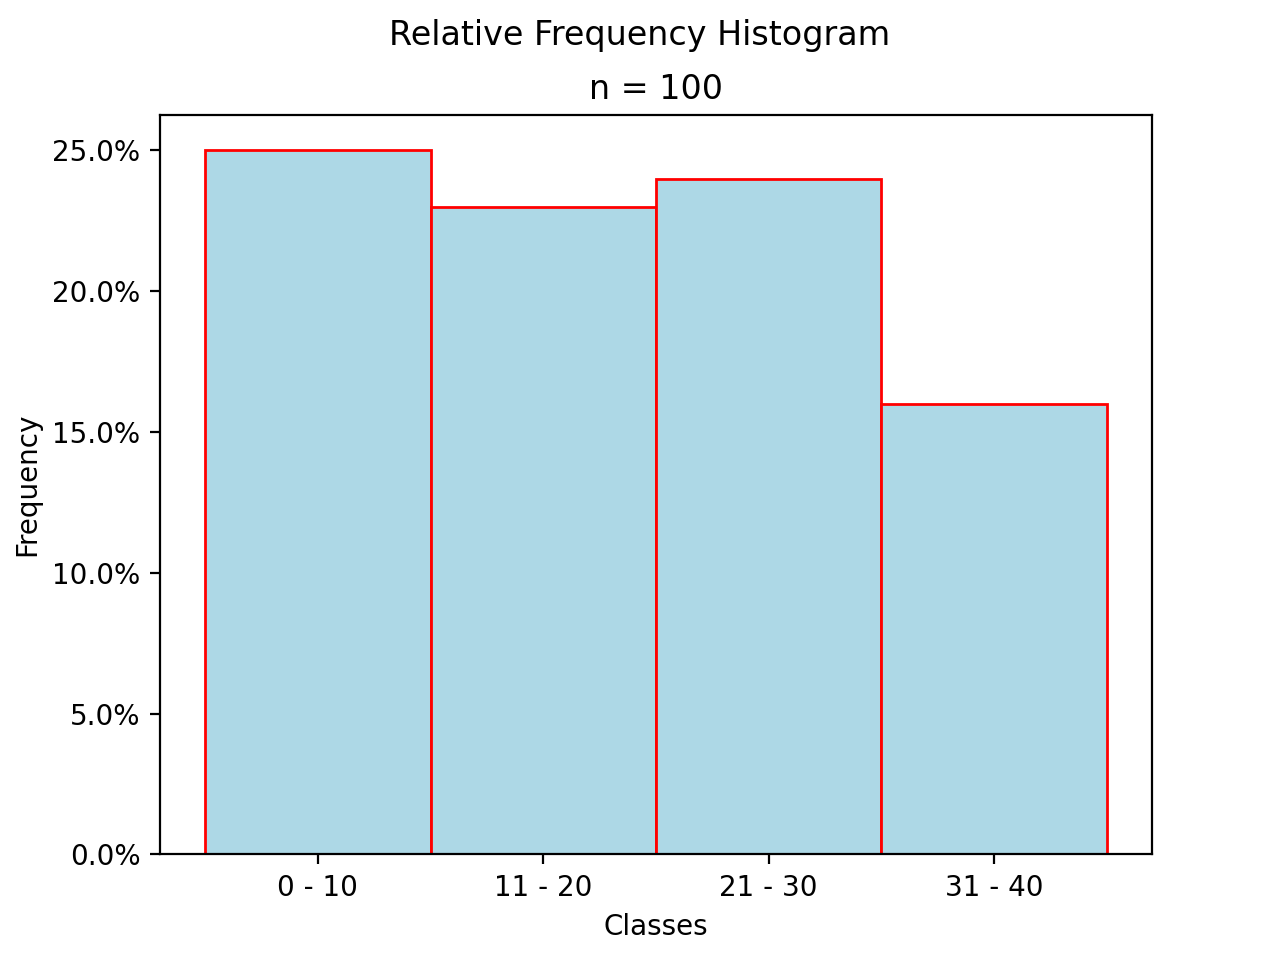 Relative Frequency Histogram
n = 100
25.0%
20.0%
15.0%
10.0%
5.0%
0.0%
Frequency
0 - 10
11 - 20
21 - 30
31 - 40
Classes